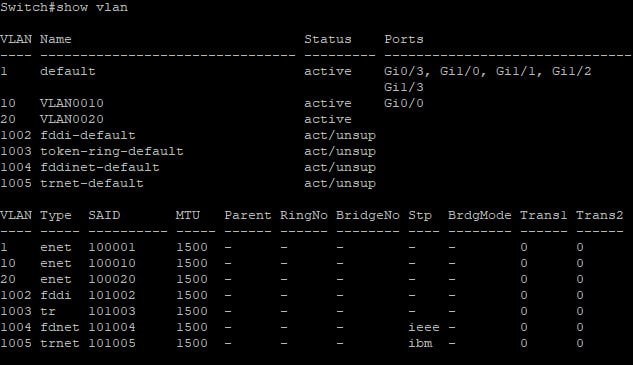 Switch#show vlan
VLAN Name                             Status    Ports
---- -------------------------------- --------- -------------------------------
1    default                          active    Gi0/3, Gi1/0, Gi1/1, Gi1/2
                                                Gi1/3
10   VLAN0010                         active    Gi0/0
20   VLAN0020                         active
1002 fddi-default                     act/unsup
1003 token-ring-default               act/unsup
1004 fddinet-default                  act/unsup
1005 trnet-default                    act/unsup
VLAN Type  SAID       MTU   Parent RingNo BridgeNo Stp  BrdgMode Trans1 Trans2
---- ----- ---------- ----- ------ ------ -------- ---- -------- ------ ------
1    enet  100001     1500  -      -      -        -    -        0      0
10   enet  100010     1500  -      -      -        -    -        0      0
20   enet  100020     1500  -      -      -        -    -        0      0
1002 fddi  101002     1500  -      -      -        -    -        0      0
1003 tr    101003     1500  -      -      -        -    -        0      0
1004 fdnet 101004     1500  -      -      -        ieee -        0      0
1005 trnet 101005     1500  -      -      -        ibm  -        0      0